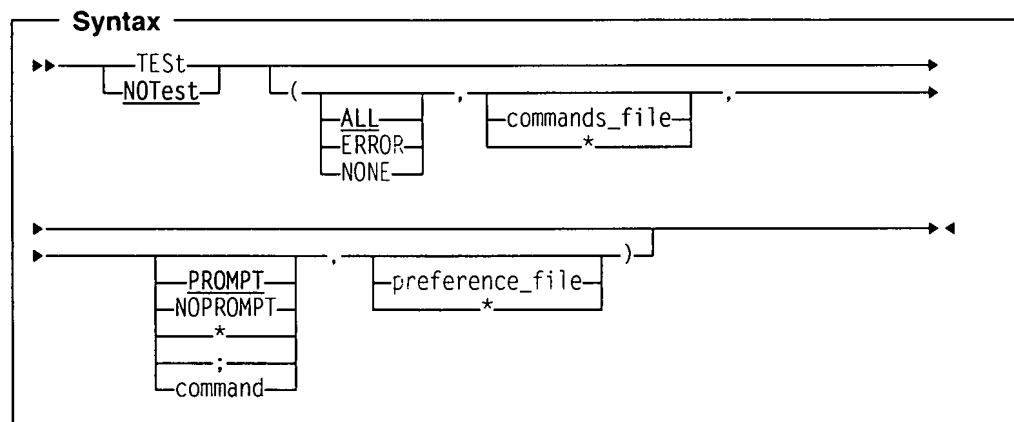 Syntax
TESt
NOTest
( , ,
ALL commands_file
ERROR *
NONE
, )
PROMPT preference_file
NOPROMPT *
*
;
command